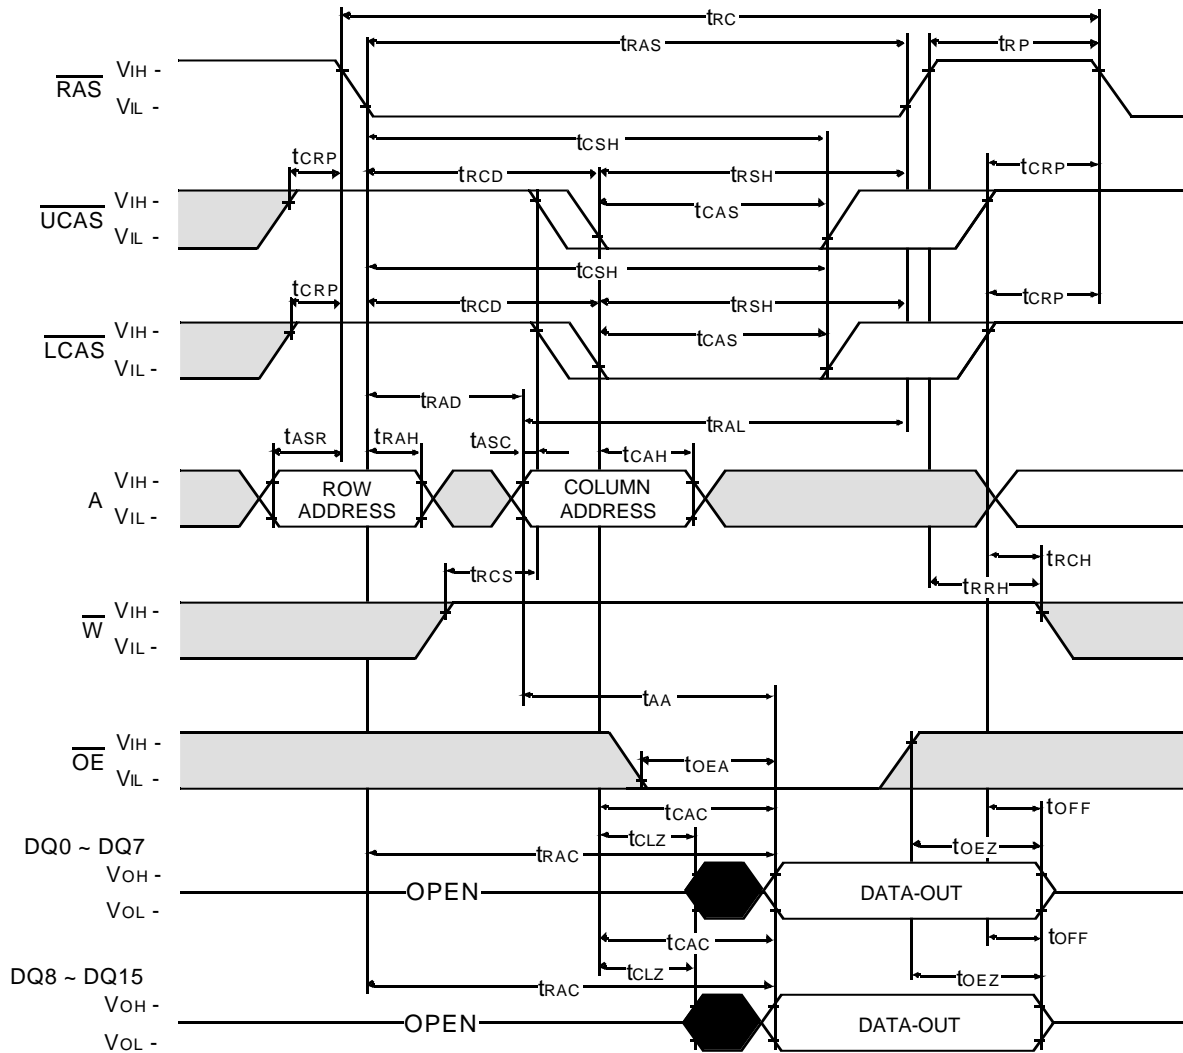 tRC
tRAS
tRP
RAS
VIH -
VIL -
tCSH
tCRP
tRCD
tRSH
tCRP
UCAS
VIH -
VIL -
tCAS
tCSH
tCRP
tRCD
tRSH
tCRP
LCAS
VIH -
VIL -
tCAS
tRAD
tRAL
tASR
tRAH
tASC
tCAH
A
VIH -
VIL -
ROW
ADDRESS
COLUMN
ADDRESS
tRCS
tRCH
tRRH
W
VIH -
VIL -
tAA
OE
VIH -
VIL -
tOEA
tCAC
tOFF
tCLZ
tOEZ
DQ0 ~ DQ7
tRAC
VOH -
VOL -
OPEN
DATA-OUT
tCAC
tOFF
tCLZ
tOEZ
DQ8 ~ DQ15
tRAC
VOH -
VOL -
OPEN
DATA-OUT